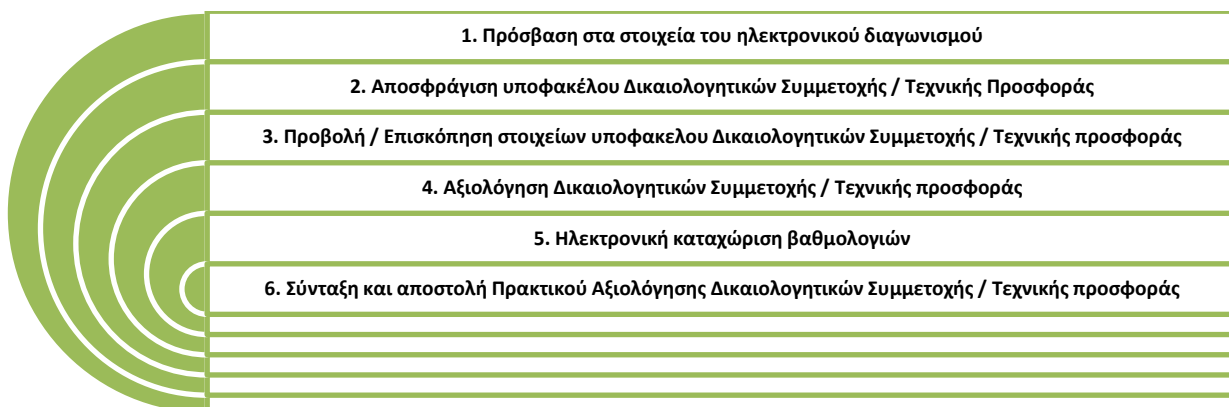 1. Πρόσβαση στα στοιχεία του ηλεκτρονικού διαγωνισμού
2. Αποσφράγιση υποφακέλου Δικαιολογητικών Συμμετοχής / Τεχνικής Προσφοράς
3. Προβολή / Επισκόπηση στοιχείων υποφακελου Δικαιολογητικών Συμμετοχής / Τεχνικής προσφοράς
4. Αξιολόγηση Δικαιολογητικών Συμμετοχής / Τεχνικής προσφοράς
5. Ηλεκτρονική καταχώριση βαθμολογιών
6. Σύνταξη και αποστολή Πρακτικού Αξιολόγησης Δικαιολογητικών Συμμετοχής / Τεχνικής προσφοράς